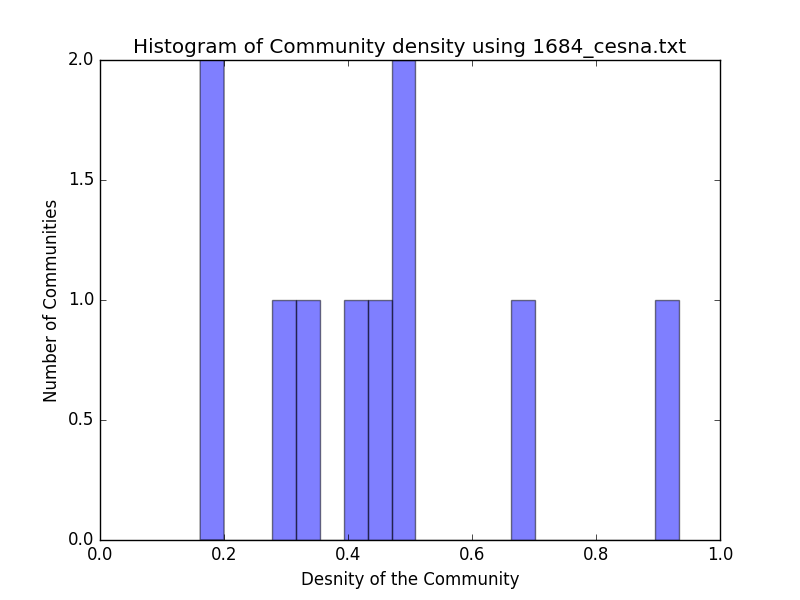 Histogram of Community density using 1684_cesna.txt
2.0
1.5
1.0
0.5
0.0
Number of Communities
0.0 0.2 0.4 0.6 0.8 1.0
Desnity of the Community